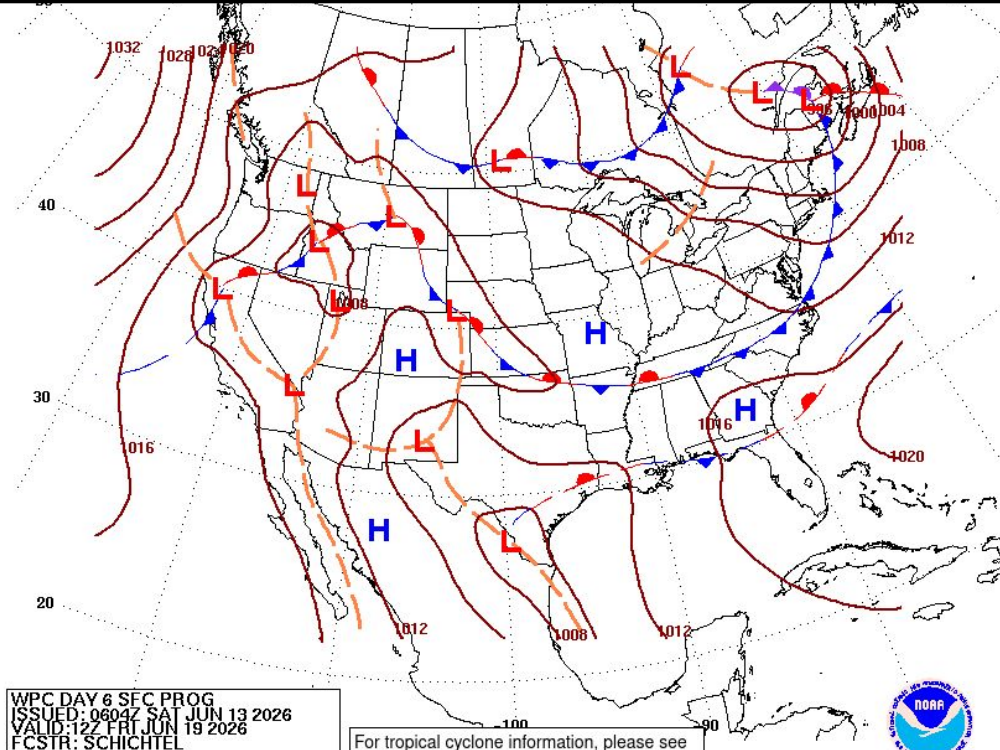 1032
1028
1020
996
1000
1004
1008
40
1012
1008
30
1016
1016
1020
20
1012
1008
1012
L
L
L
L
L
L
L
L
L
L
L
L
L
H
H
H
H
WPC DAY 6 SFC PROG
ISSUED: 0604Z SAT JUN 13 2026
VALID:12Z FRI JUN 19 2026
FCSTR: SCHICHTEL
-100
-90
For tropical cyclone information, please see
NOAA